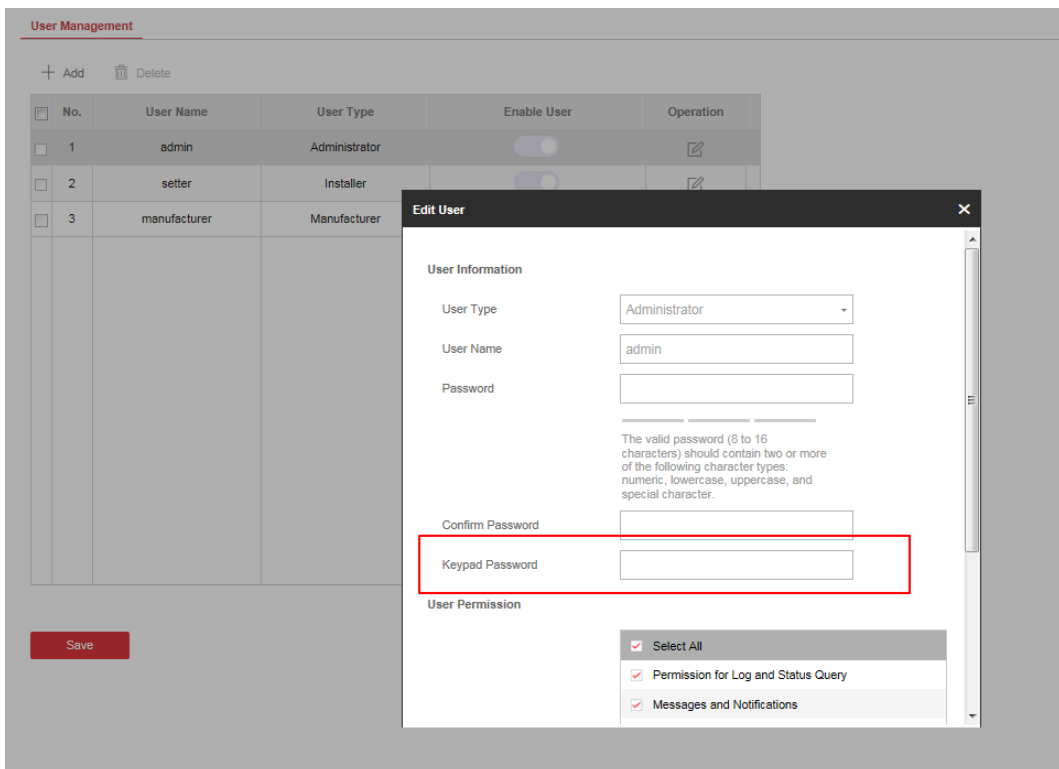 User Management
Add Delete
No. User Name User Type Enable User Operation
1 admin Administrator
2 setter Installer
3 manufacturer Manufacturer
Edit User
User Information
User Type Administrator
User Name admin
Password
The valid password (8 to 16
characters) should contain two or more
of the following character types:
numeric, lowercase, uppercase, and
special character.
Confirm Password
Keypad Password
User Permission
Save
Select All
Permission for Log and Status Query
Messages and Notifications